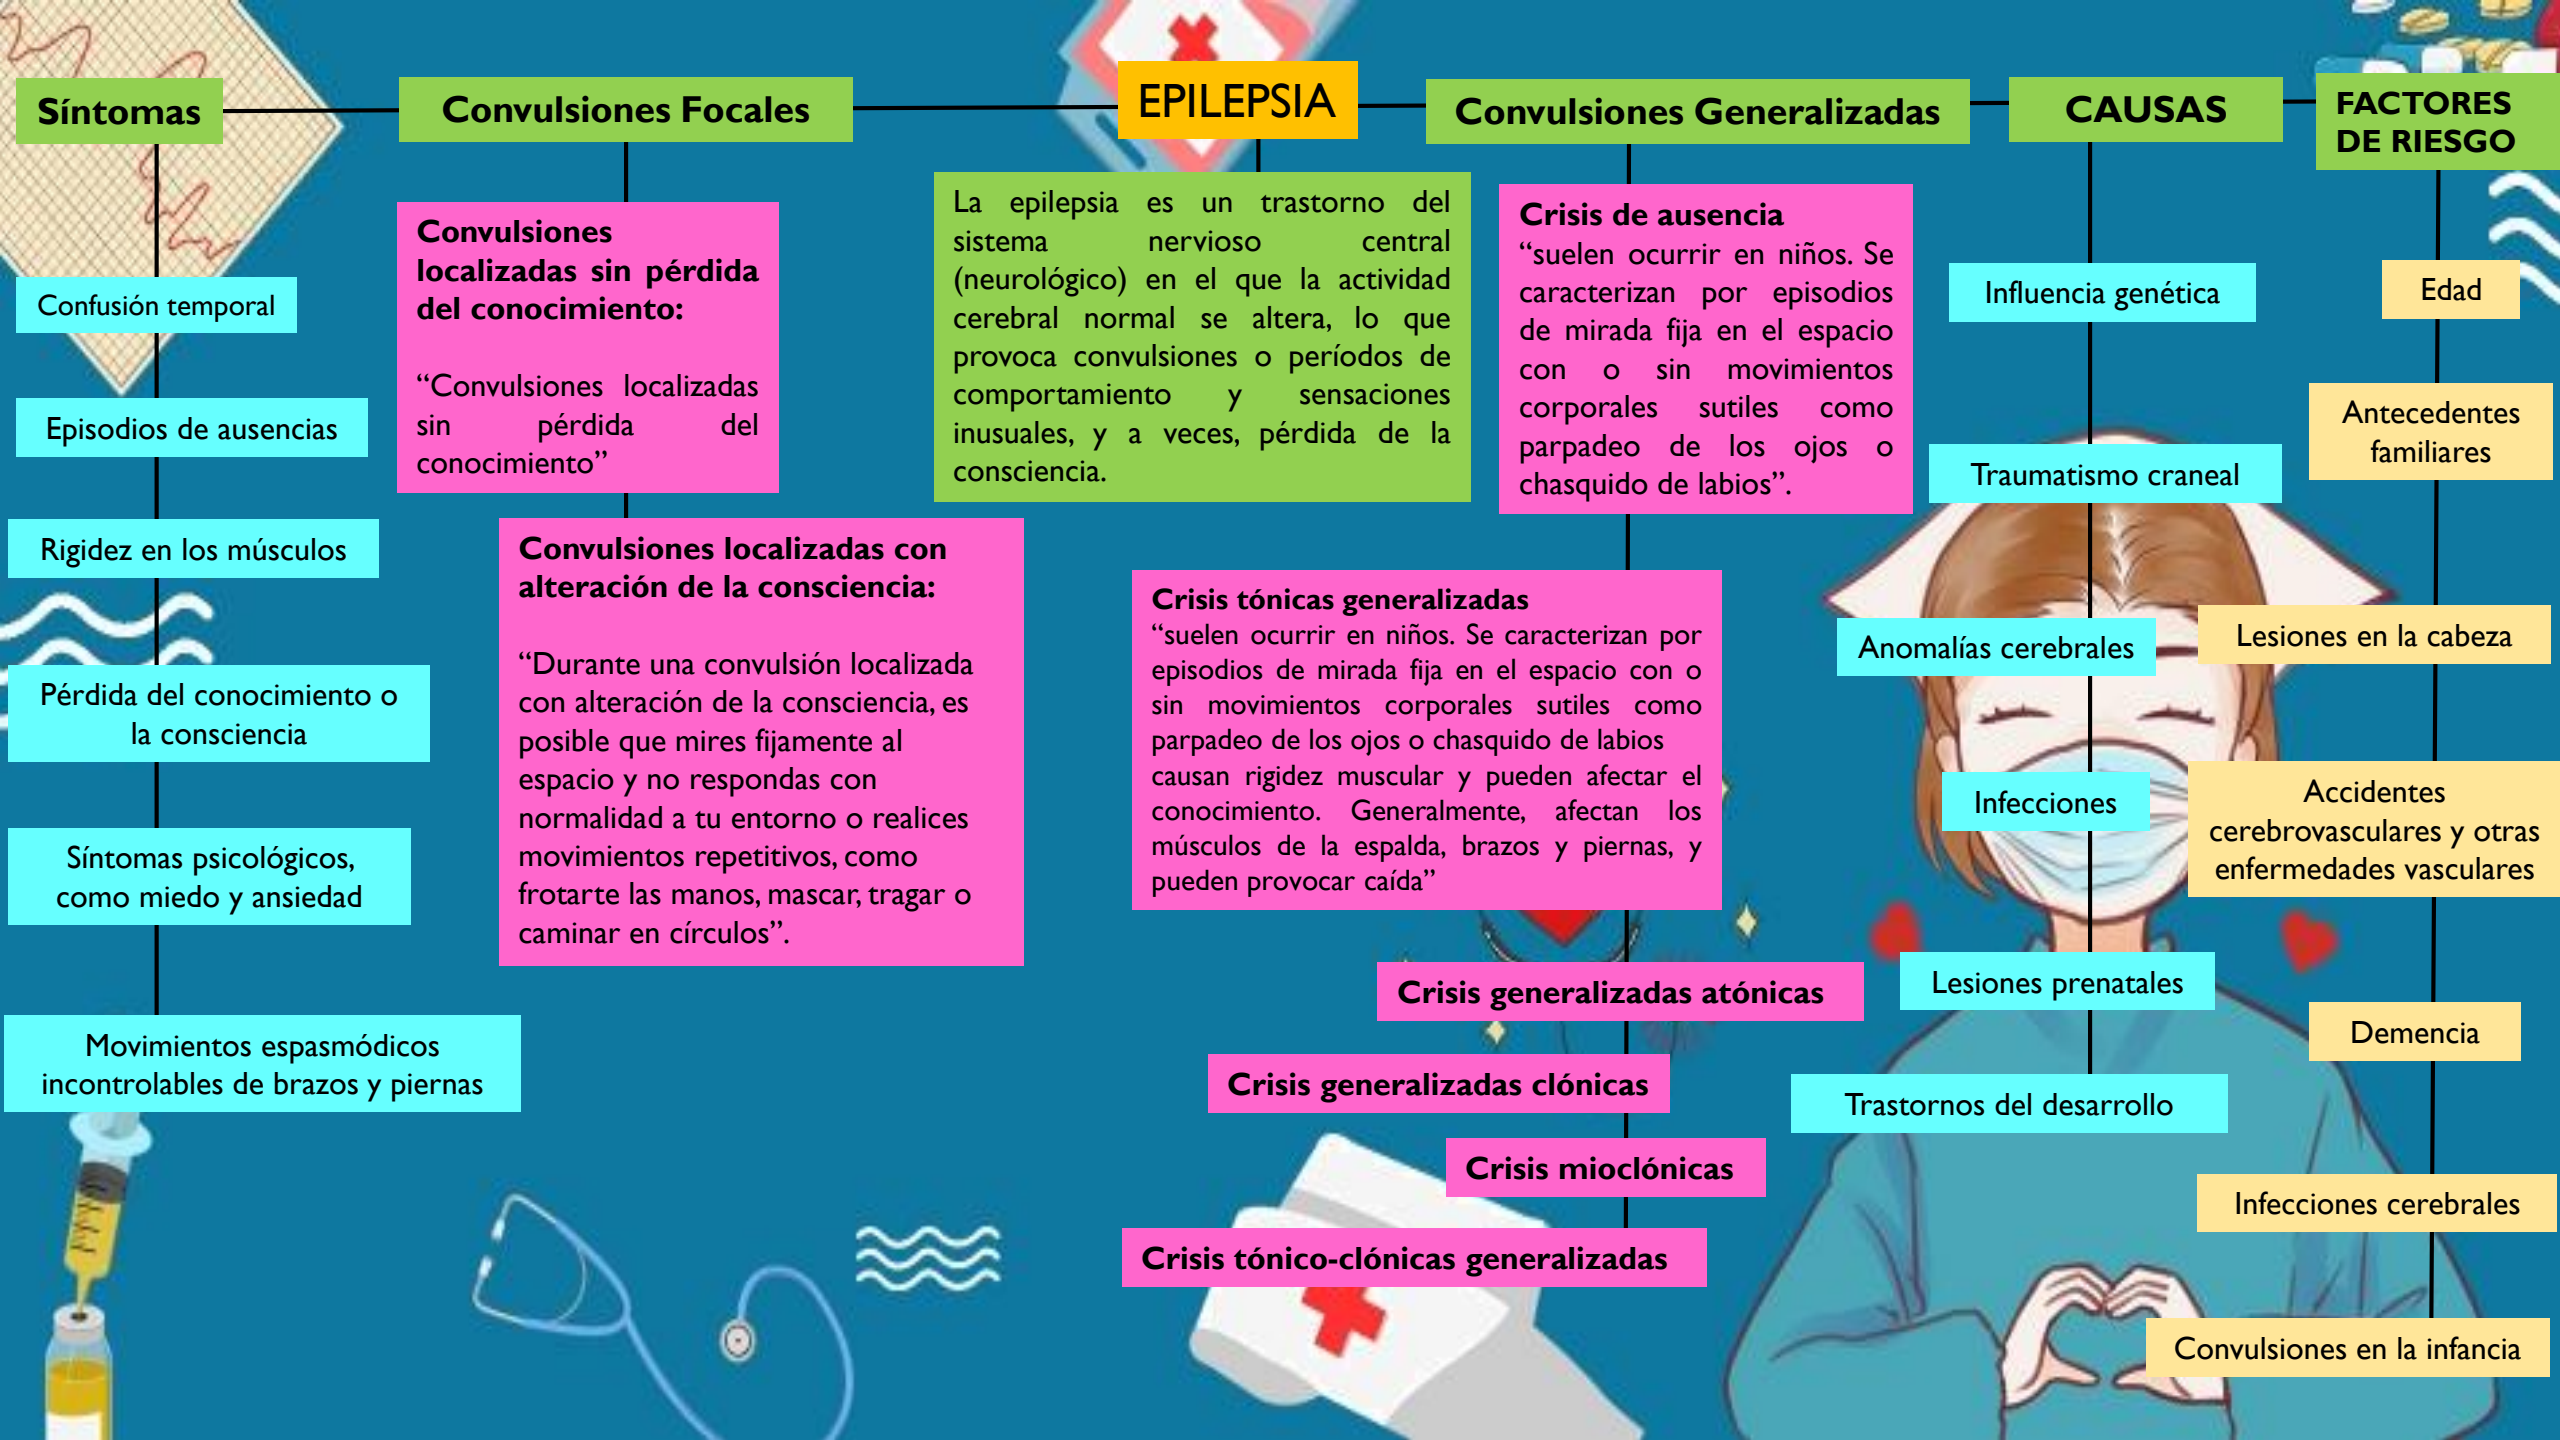 Síntomas
Confusión temporal
Episodios de ausencias
Rigidez en los músculos
Pérdida del conocimiento o
la consciencia
Síntomas psicológicos,
como miedo y ansiedad
Movimientos espasmódicos
incontrolables de brazos y piernas
Convulsiones Focales
Convulsiones
localizadas sin pérdida
del conocimiento:
“Convulsiones localizadas
sin pérdida del
conocimiento”
Convulsiones localizadas con
alteración de la consciencia:
“Durante una convulsión localizada
con alteración de la consciencia, es
posible que mires fijamente al
espacio y no respondas con
normalidad a tu entorno o realices
movimientos repetitivos, como
frotarte las manos, mascar, tragar o
caminar en círculos”.
EPILEPSIA
La epilepsia es un trastorno del
sistema nervioso central
(neurológico) en el que la actividad
cerebral normal se altera, lo que
provoca convulsiones o períodos de
comportamiento y sensaciones
inusuales, y a veces, pérdida de la
consciencia.
Convulsiones Generalizadas
Crisis de ausencia
“suelen ocurrir en niños. Se
caracterizan por episodios
de mirada fija en el espacio
con o sin movimientos
corporales sutiles como
parpadeo de los ojos o
chasquido de labios”.
Crisis tónicas generalizadas
“suelen ocurrir en niños. Se caracterizan por
episodios de mirada fija en el espacio con o
sin movimientos corporales sutiles como
parpadeo de los ojos o chasquido de labios
causan rigidez muscular y pueden afectar el
conocimiento. Generalmente, afectan los
músculos de la espalda, brazos y piernas, y
pueden provocar caída”
Crisis generalizadas atónicas
Crisis generalizadas clónicas
Crisis mioclónicas
Crisis tónico-clónicas generalizadas
CAUSAS
Influencia genética
Traumatismo craneal
Anomalías cerebrales
Infecciones
Lesiones prenatales
Trastornos del desarrollo
FACTORES
DE RIESGO
Edad
Antecedentes
familiares
Lesiones en la cabeza
Accidentes
cerebrovasculares y otras
enfermedades vasculares
Demencia
Infecciones cerebrales
Convulsiones en la infancia